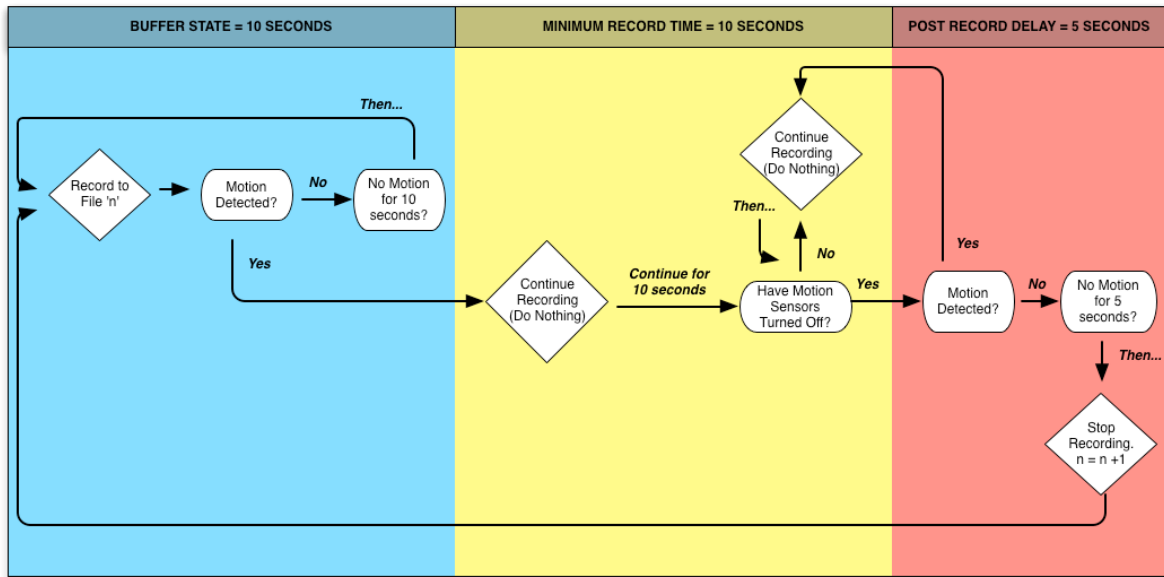 BUFFER STATE = 10 SECONDS
MINIMUM RECORD TIME = 10 SECONDS
POST RECORD DELAY = 5 SECONDS
Then...
Record to
File 'n'
Motion
Detected?
No
No Motion
for 10
seconds?
Yes
Continue
Recording
(Do Nothing)
Continue for
10 seconds
Continue
Recording
(Do Nothing)
Then...
No
Have Motion
Sensors
Turned Off?
Yes
Yes
Motion
Detected?
No
No Motion
for 5
seconds?
Then...
Stop
Recording.
n = n +1